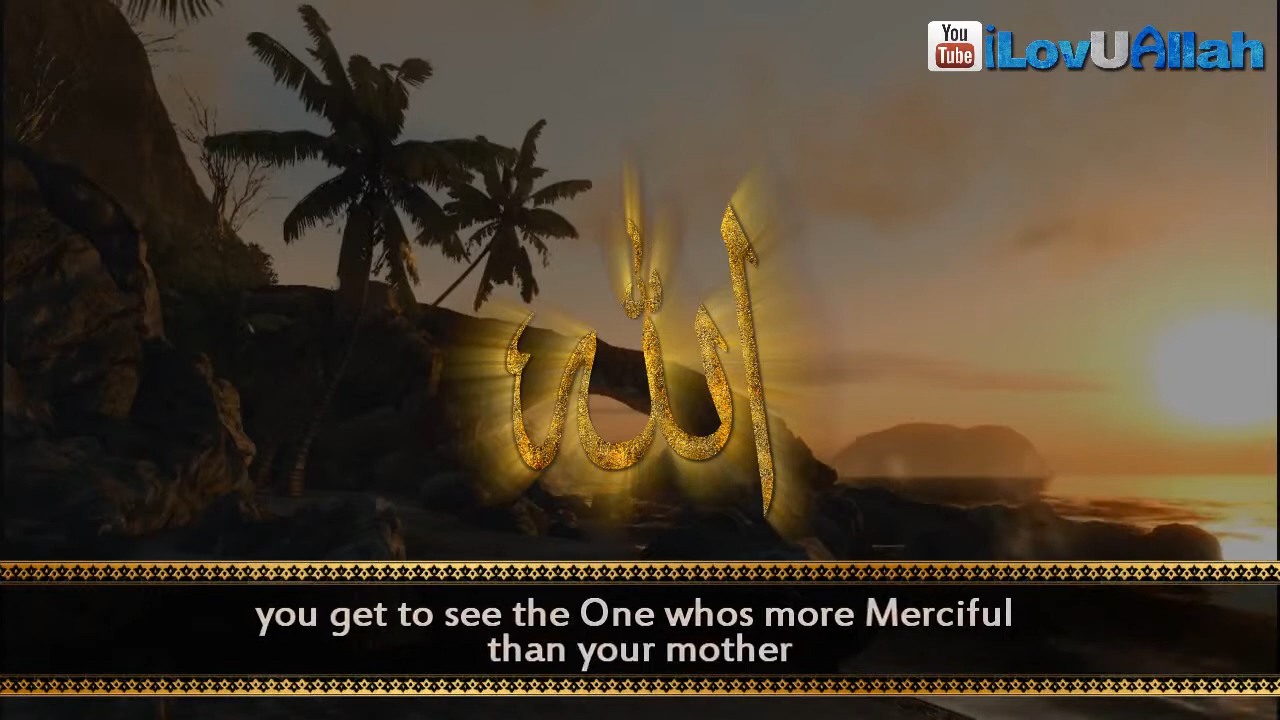 You
Tube
iLovUAllah
الله
you get to see the One whos more Merciful
than your mother